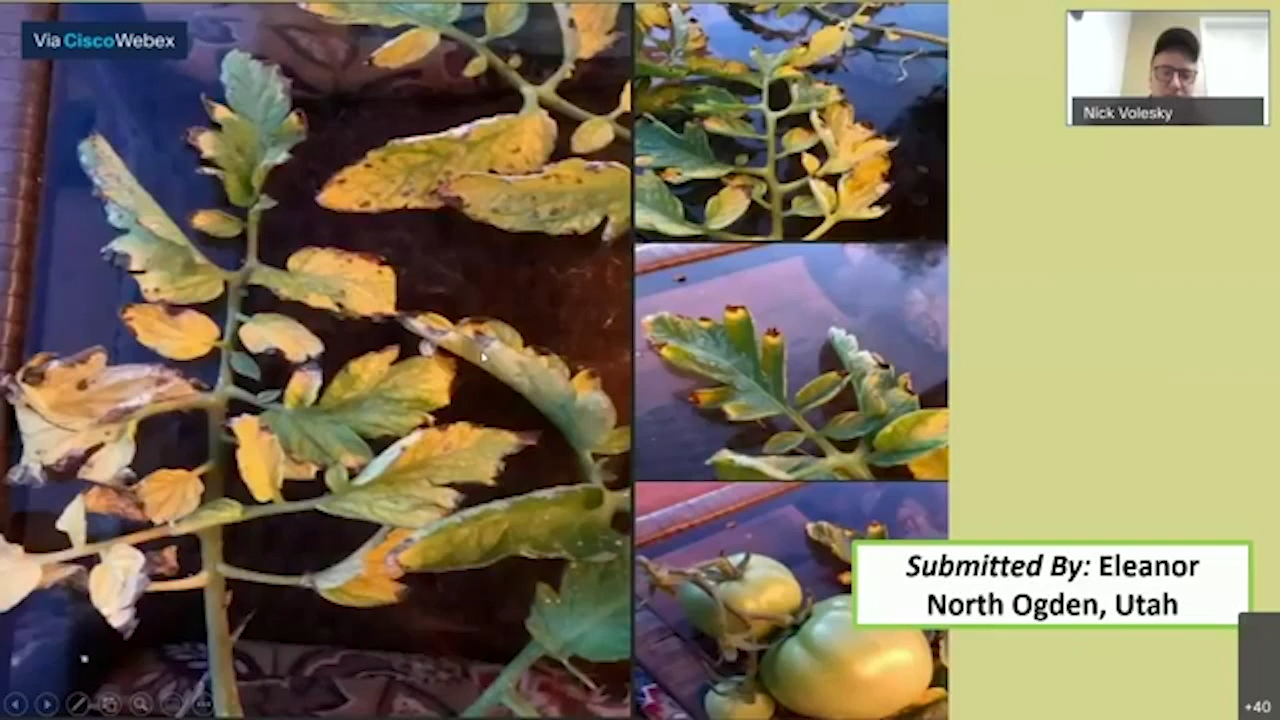 Via CiscoWebex
Nick Volesky
Submitted By: Eleanor
North Ogden, Utah
+40